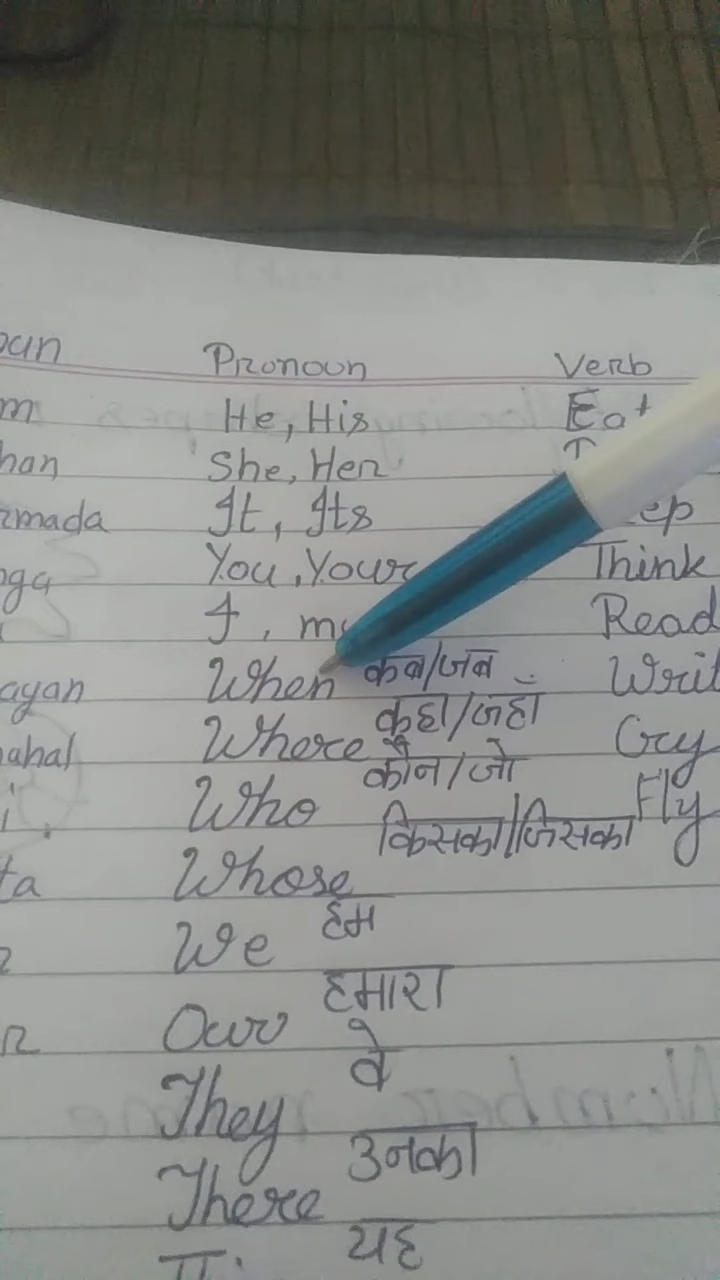 Pronoun Verb
He, His Eat
She, Her
It, Its
You, Your Think
I, Read
When कब/जब
Where कहाँ/जहाँ Cry
Who कौन/जो Fly
Whose किसका/जिसका
We हम
Our हमारा
They वे
There उनका
यह